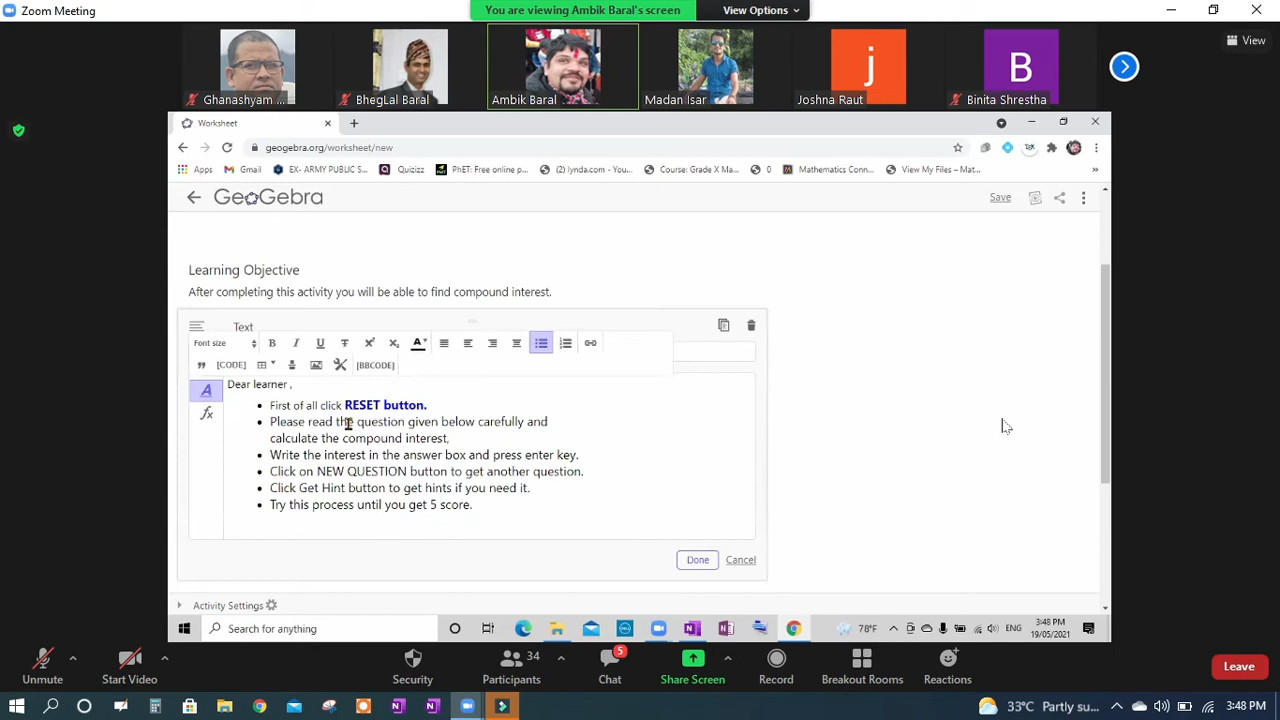 Zoom Meeting
You are viewing Ambik Baral's screen
View Options
View
Ghanashyam ...
BhegLal Baral
Ambik Baral
Madan Isar
j
Joshna Raut
B
Binita Shrestha
Worksheet
geogebra.org/worksheet/new
Apps
Gmail
EX- ARMY PUBLIC S...
Quizizz
PhET: Free online p...
() lynda.com - You...
Course: Grade X Ma...
0
Mathematics Conn...
View My Files – Mat...
GeoGebra
Save
Learning Objective
After completing this activity you will be able to find compound interest.
Text
Font size
B I U T X X A
[CODE]
[BBCODE]
A
fx
Dear learner ,
First of all click RESET button.
Please read the question given below carefully and
calculate the compound interest,
Write the interest in the answer box and press enter key.
Click on NEW QUESTION button to get another question.
Click Get Hint button to get hints if you need it.
Try this process until you get 5 score.
Done
Cancel
Activity Settings
Search for anything
78°F
ENG
3:48 PM
19/05/2021
Unmute
Start Video
Security
34
Participants
5
Chat
Share Screen
Record
Breakout Rooms
Reactions
Leave
33°C Partly su...
3:48 PM